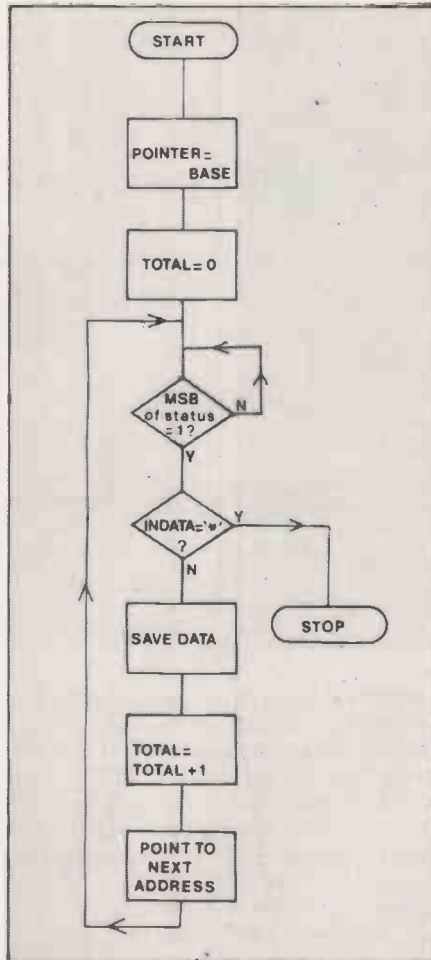 START
POINTER=
BASE
TOTAL=0
MSB
of status
=1?
N
Y
INDATA='*'
?
Y
N
SAVE DATA
STOP
TOTAL=
TOTAL+1
POINT TO
NEXT
ADDRESS